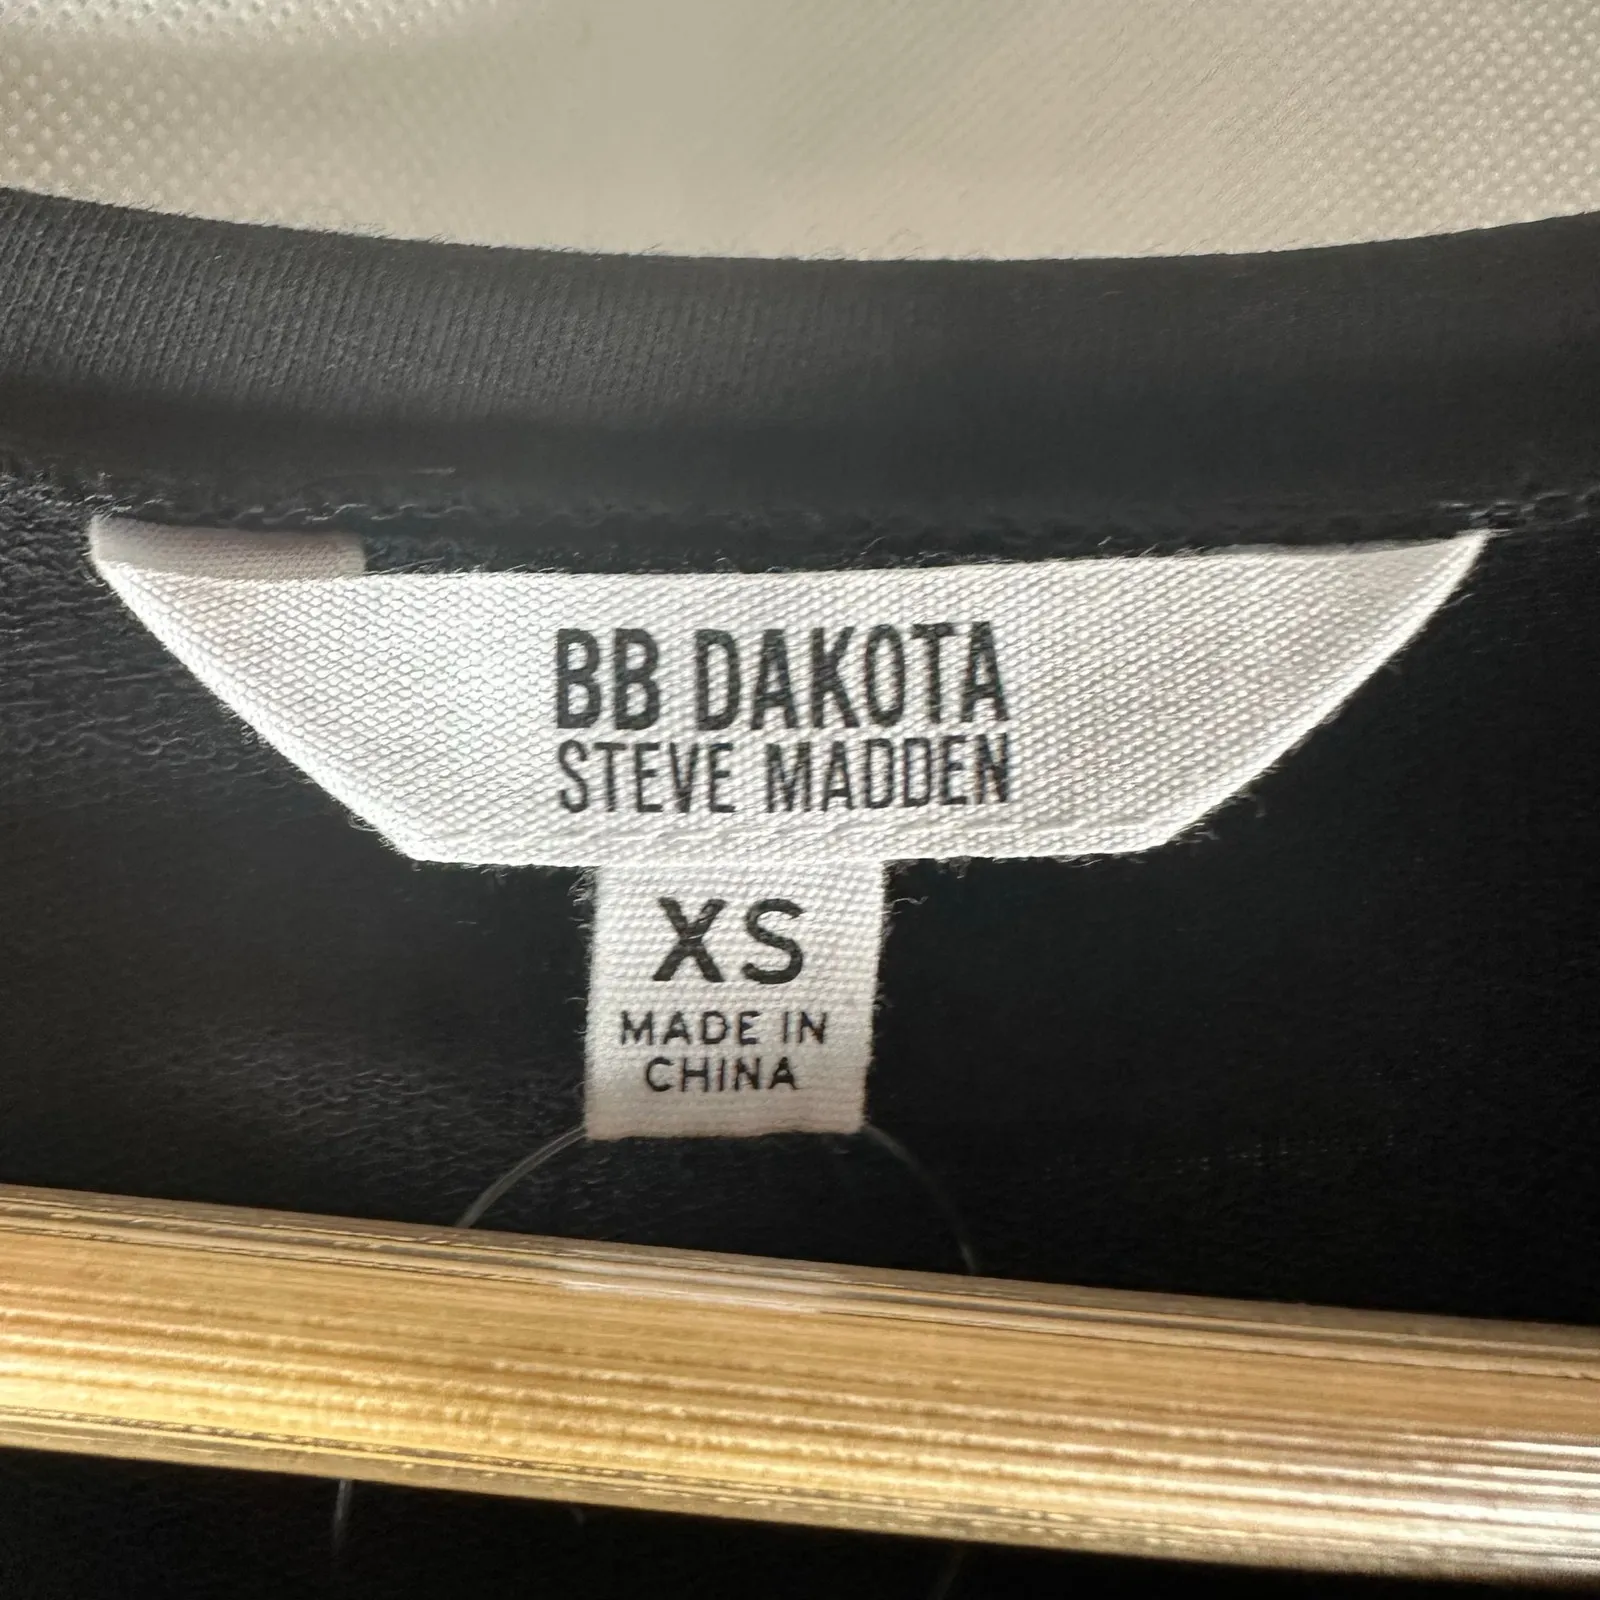 BB DAKOTA
STEVE MADDEN
XS
MADE IN
CHINA